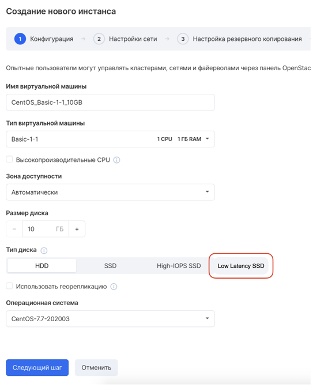 Создание нового инстанса
1 Конфигурация → 2 Настройки сети → 3 Настройка резервного копирования
Опытные пользователи могут управлять кластерами, сетями и файерволами через панель OpenStac
Имя виртуальной машины
CentOS_Basic-1-1_10GB
Тип виртуальной машины
Basic-1-1 1 CPU 1 ГБ RAM
Высокопроизводительные CPU
Зона доступности
Автоматически
Размер диска
- 10 ГБ +
Тип диска
HDD SSD High-IOPS SSD Low Latency SSD
Использовать георепликацию
Операционная система
CentOS-7.7-202003
Следующий шаг Отменить